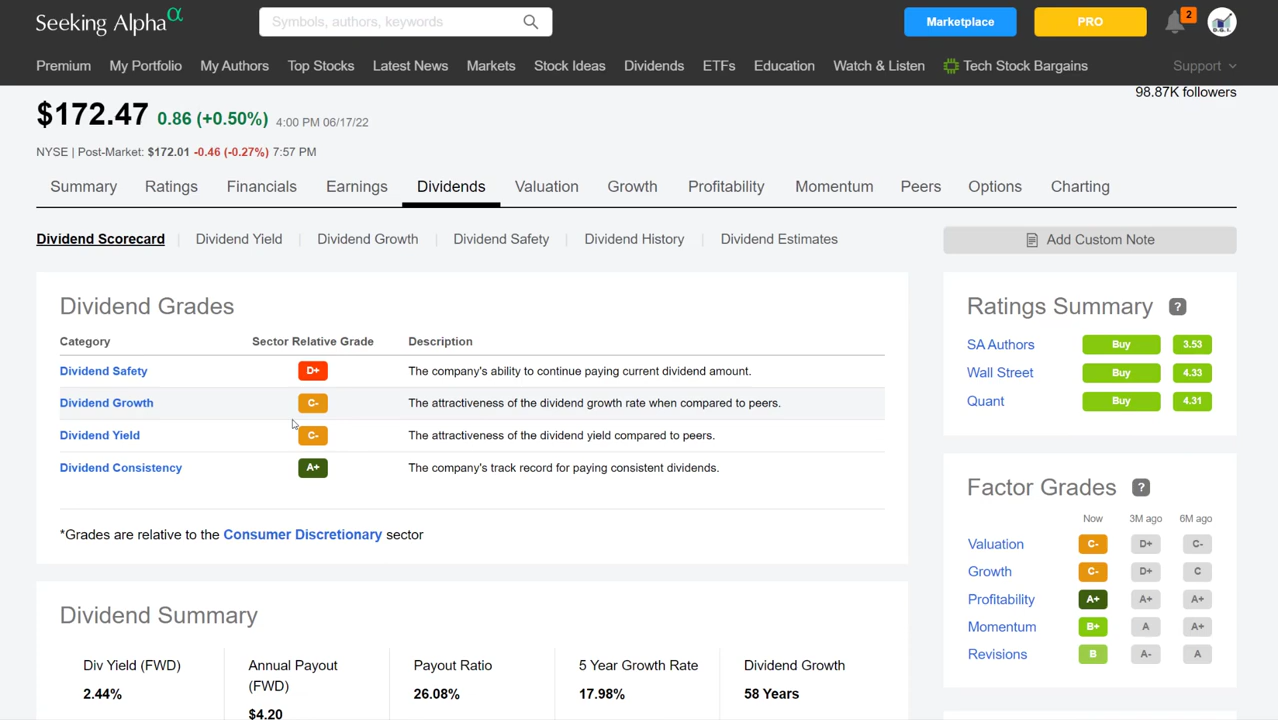 Seeking Alpha α
Symbols, authors, keywords
Marketplace
PRO
2
Premium My Portfolio My Authors Top Stocks Latest News Markets Stock Ideas Dividends ETFs Education Watch & Listen Tech Stock Bargains Support
98.87K followers
$172.47 0.86 (+0.50%) 4:00 PM 06/17/22
NYSE | Post-Market: $172.01 -0.46 (-0.27%) 7:57 PM
Summary Ratings Financials Earnings Dividends Valuation Growth Profitability Momentum Peers Options Charting
Dividend Scorecard | Dividend Yield | Dividend Growth | Dividend Safety | Dividend History | Dividend Estimates
Add Custom Note
Dividend Grades
Category Sector Relative Grade Description
Dividend Safety D+ The company's ability to continue paying current dividend amount.
Dividend Growth C- The attractiveness of the dividend growth rate when compared to peers.
Dividend Yield C- The attractiveness of the dividend yield compared to peers.
Dividend Consistency A+ The company's track record for paying consistent dividends.
*Grades are relative to the Consumer Discretionary sector
Ratings Summary ?
SA Authors Buy 3.53
Wall Street Buy 4.33
Quant Buy 4.31
Factor Grades ?
Now 3M ago 6M ago
Valuation C- D+ C-
Growth C- D+ C
Profitability A+ A+ A+
Momentum B+ A A+
Revisions B A- A
Dividend Summary
Div Yield (FWD)
2.44%
Annual Payout
(FWD)
$4.20
Payout Ratio
26.08%
5 Year Growth Rate
17.98%
Dividend Growth
58 Years